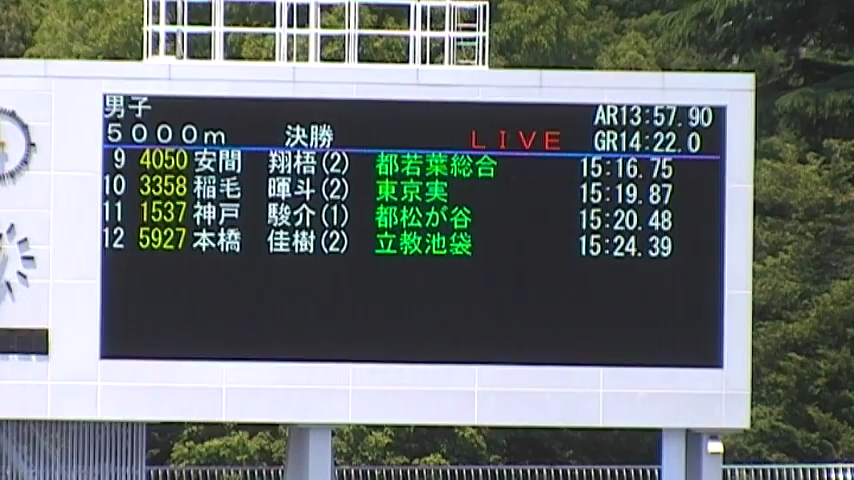 男子 AR13:57.90
5000m 決勝 LIVE GR14:22.0
9 4050 安間 翔梧(2) 都若葉総合 15:16.75
10 3358 稲毛 暉斗(2) 東京実 15:19.87
11 1537 神戸 駿介(1) 都松が谷 15:20.48
12 5927 本橋 佳樹(2) 立教池袋 15:24.39